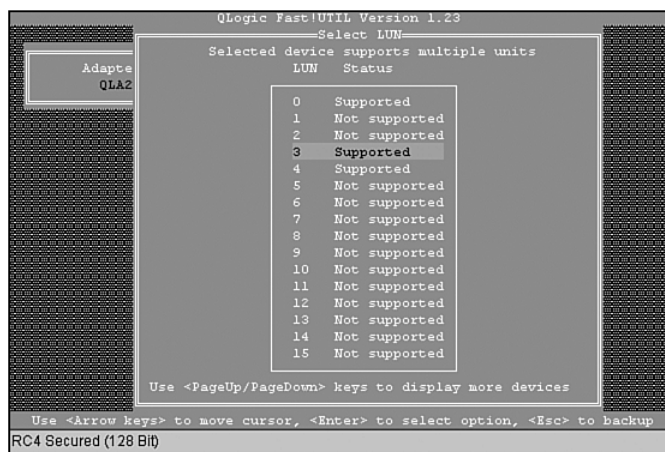 QLogic Fast!UTIL Version 1.23
Select LUN
Selected device supports multiple units
Adapte
QLA2
LUN Status
0 Supported
1 Not supported
2 Not supported
3 Supported
4 Supported
5 Not supported
6 Not supported
7 Not supported
8 Not supported
9 Not supported
10 Not supported
11 Not supported
12 Not supported
13 Not supported
14 Not supported
15 Not supported
Use <PageUp/PageDown> keys to display more devices
Use <Arrow keys> to move cursor, <Enter> to select option, <Esc> to backup
RC4 Secured (128 Bit)